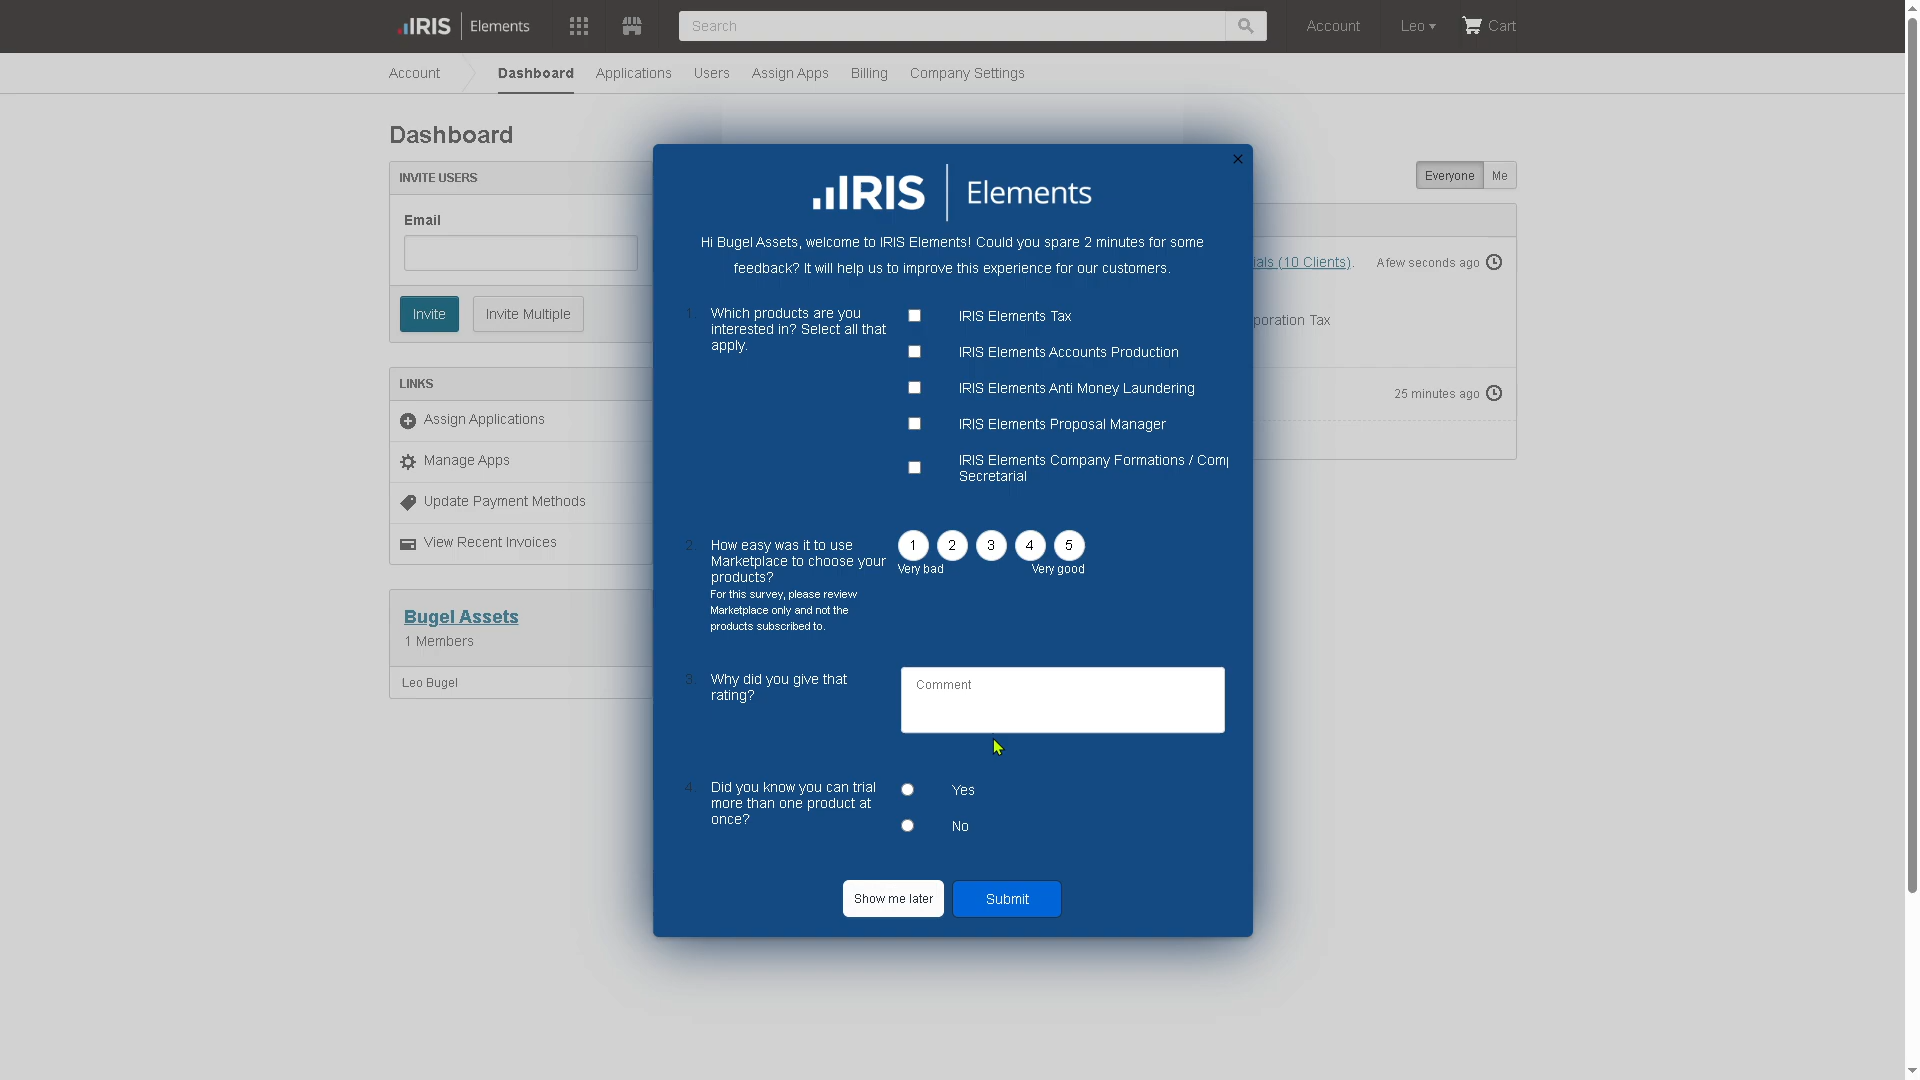 IRIS Elements
Search
Account
Leo
Cart
Account
Dashboard
Applications
Users
Assign Apps
Billing
Company Settings
Dashboard
INVITE USERS
Email
Invite
Invite Multiple
LINKS
Assign Applications
Manage Apps
Update Payment Methods
View Recent Invoices
Bugel Assets
1 Members
Leo Bugel
Everyone
Me
ials (10 Clients).
A few seconds ago
poration Tax
25 minutes ago
×
IRIS Elements
Hi Bugel Assets, welcome to IRIS Elements! Could you spare 2 minutes for some
feedback? It will help us to improve this experience for our customers.
1. Which products are you
interested in? Select all that
apply.
IRIS Elements Tax
IRIS Elements Accounts Production
IRIS Elements Anti Money Laundering
IRIS Elements Proposal Manager
IRIS Elements Company Formations / Comp
Secretarial
2. How easy was it to use
Marketplace to choose your
products?
For this survey, please review
Marketplace only and not the
products subscribed to.
1 2 3 4 5
Very bad
Very good
3. Why did you give that
rating?
Comment
4. Did you know you can trial
more than one product at
once?
Yes
No
Show me later
Submit